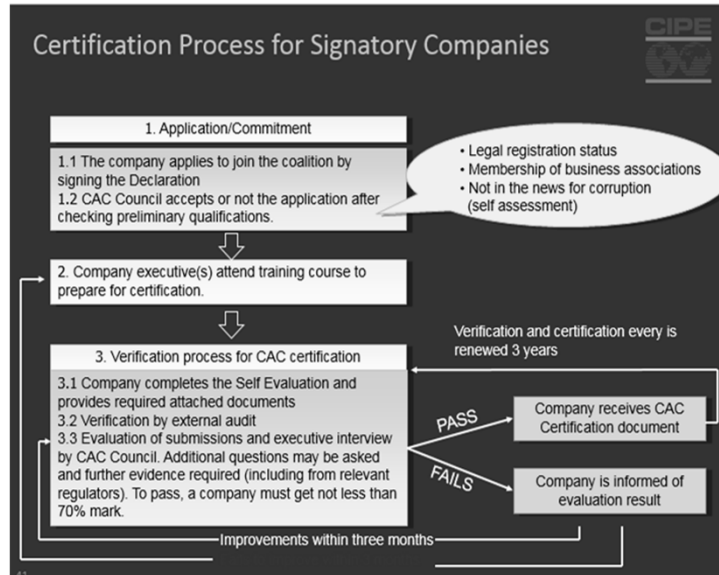 CIPE
Certification Process for Signatory Companies
1. Application/Commitment
1.1 The company applies to join the coalition by
signing the Declaration
1.2 CAC Council accepts or not the application after
checking preliminary qualifications.
• Legal registration status
• Membership of business associations
• Not in the news for corruption
(self assessment)
2. Company executive(s) attend training course to
prepare for certification.
Verification and certification every is
renewed 3 years
3. Verification process for CAC certification
3.1 Company completes the Self Evaluation and
provides required attached documents
3.2 Verification by external audit
3.3 Evaluation of submissions and executive interview
by CAC Council. Additional questions may be asked
and further evidence required (including from relevant
regulators). To pass, a company must get not less than
70% mark.
PASS
Company receives CAC
Certification document
FAILS
Company is informed of
evaluation result
Improvements within three months